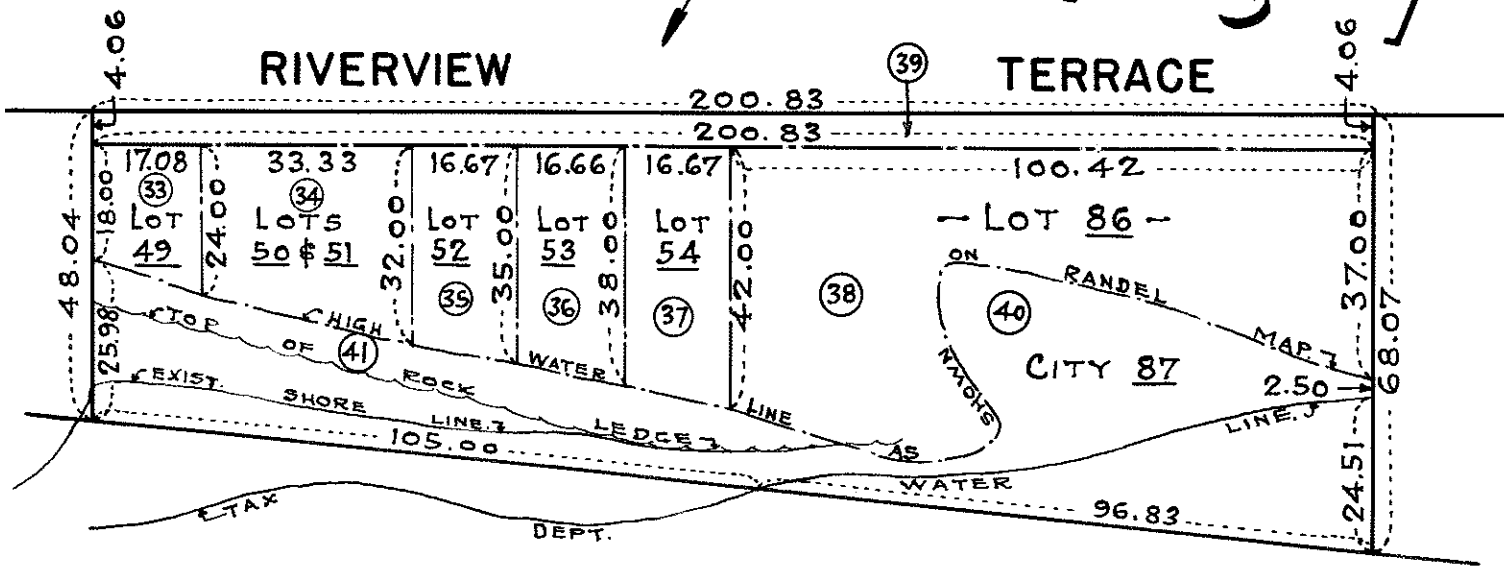 4.06
RIVERVIEW TERRACE
39
4.06
200.83
200.83
17.08 33.33 16.67 16.66 16.67 100.42
33 34
18.00 LOT 49
24.00 LOTS 50 $ 51
32.00 LOT 52
35.00 LOT 53
38.00 LOT 54
42.00
- LOT 86 -
35 36 37 38 40 41
37.00
48.04
68.07
25.98
HIGH WATER LINE AS SHOWN ON RANDEL MAP
TOP OF ROCK LEDGE
EXIST. SHORE LINE
CITY 87
2.50
105.00
96.83
24.51
TAX DEPT. WATER LINE